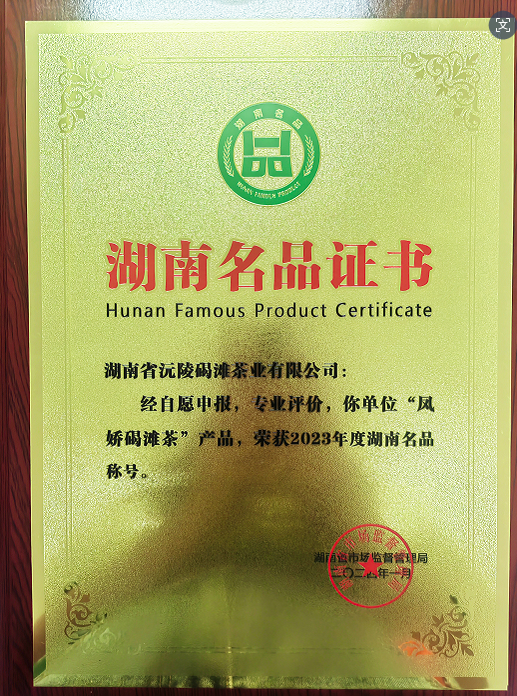 湖南名品
HUNAN FAMOUS PRODUCT
湖南名品证书
Hunan Famous Product Certificate
湖南省沅陵碣滩茶业有限公司：
经自愿申报，专业评价，你单位“凤
娇碣滩茶”产品，荣获2023年度湖南名品
称号。
湖南省市场监督管理局
二〇二四年一月